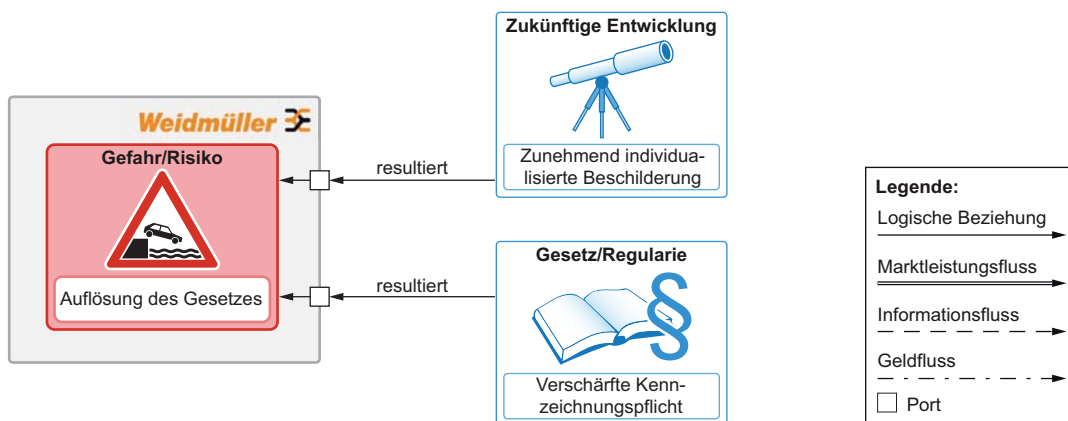 Zukünftige Entwicklung
Zunehmend individua-
lisierte Beschilderung
Weidmüller
Gefahr/Risiko
Auflösung des Gesetzes
resultiert
resultiert
Gesetz/Regularie
§
Verschärfte Kenn-
zeichnungspflicht
Legende:
Logische Beziehung
Marktleistungsfluss
Informationsfluss
Geldfluss
Port